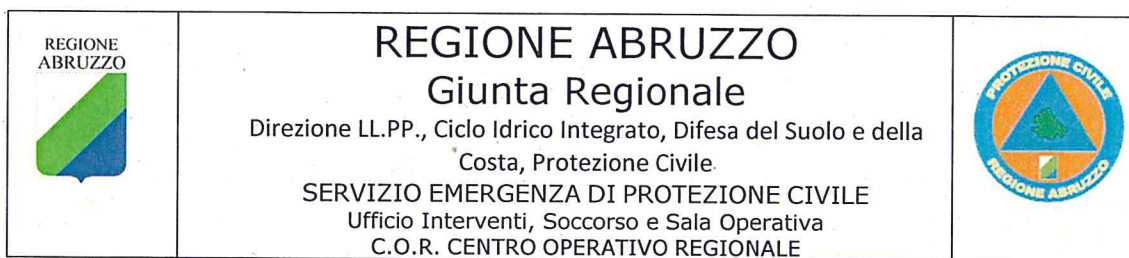 REGIONE
ABRUZZO
REGIONE ABRUZZO
Giunta Regionale
Direzione LL.PP., Ciclo Idrico Integrato, Difesa del Suolo e della
Costa, Protezione Civile
SERVIZIO EMERGENZA DI PROTEZIONE CIVILE
Ufficio Interventi, Soccorso e Sala Operativa
C.O.R. CENTRO OPERATIVO REGIONALE
PROTEZIONE CIVILE
REGIONE ABRUZZO